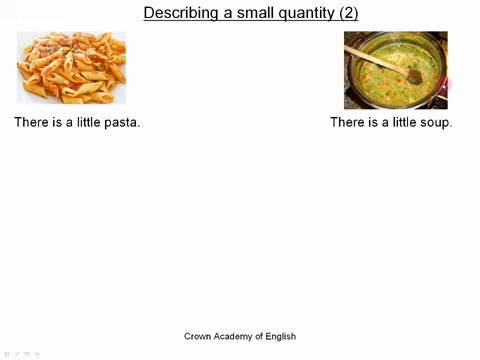 Describing a small quantity (2)
There is a little pasta.
There is a little soup.
Crown Academy of English